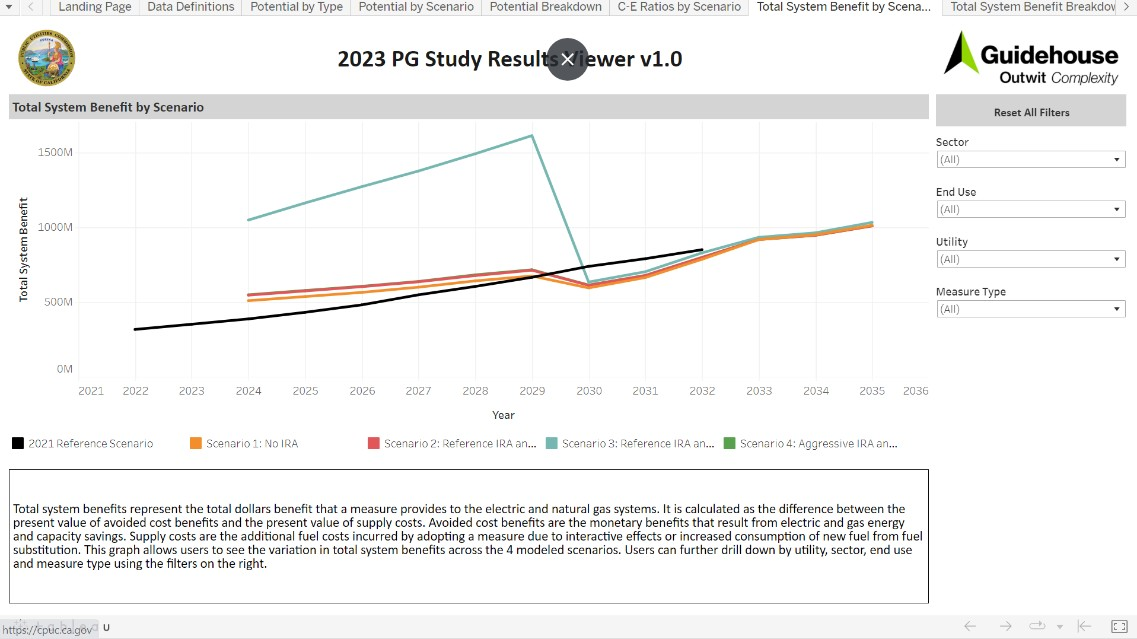 Landing Page Data Definitions Potential by Type Potential by Scenario Potential Breakdown C-E Ratios by Scenario Total System Benefit by Scena... Total System Benefit
2023 PG Study Results Viewer v1.0
Guidehouse
Outwit Complexity
Total System Benefit by Scenario
Reset All Filters
Sector
(All)
End Use
(All)
Utility
(All)
Measure Type
(All)
Total System Benefit
1500M
1000M
500M
0M
2021 2022 2023 2024 2025 2026 2027 2028 2029 2030 2031 2032 2033 2034 2035 2036
Year
2021 Reference Scenario Scenario 1: No IRA Scenario 2: Reference IRA an... Scenario 3: Reference IRA an... Scenario 4: Aggressive IRA an...
Total system benefits represent the total dollars benefit that a measure provides to the electric and natural gas systems. It is calculated as the difference between the
present value of avoided cost benefits and the present value of supply costs. Avoided cost benefits are the monetary benefits that result from electric and gas energy
and capacity savings. Supply costs are the additional fuel costs incurred by adopting a measure due to interactive effects or increased consumption of new fuel from fuel
substitution. This graph allows users to see the variation in total system benefits across the 4 modeled scenarios. Users can further drill down by utility, sector, end use
and measure type using the filters on the right.
https://cpuc.ca.gov